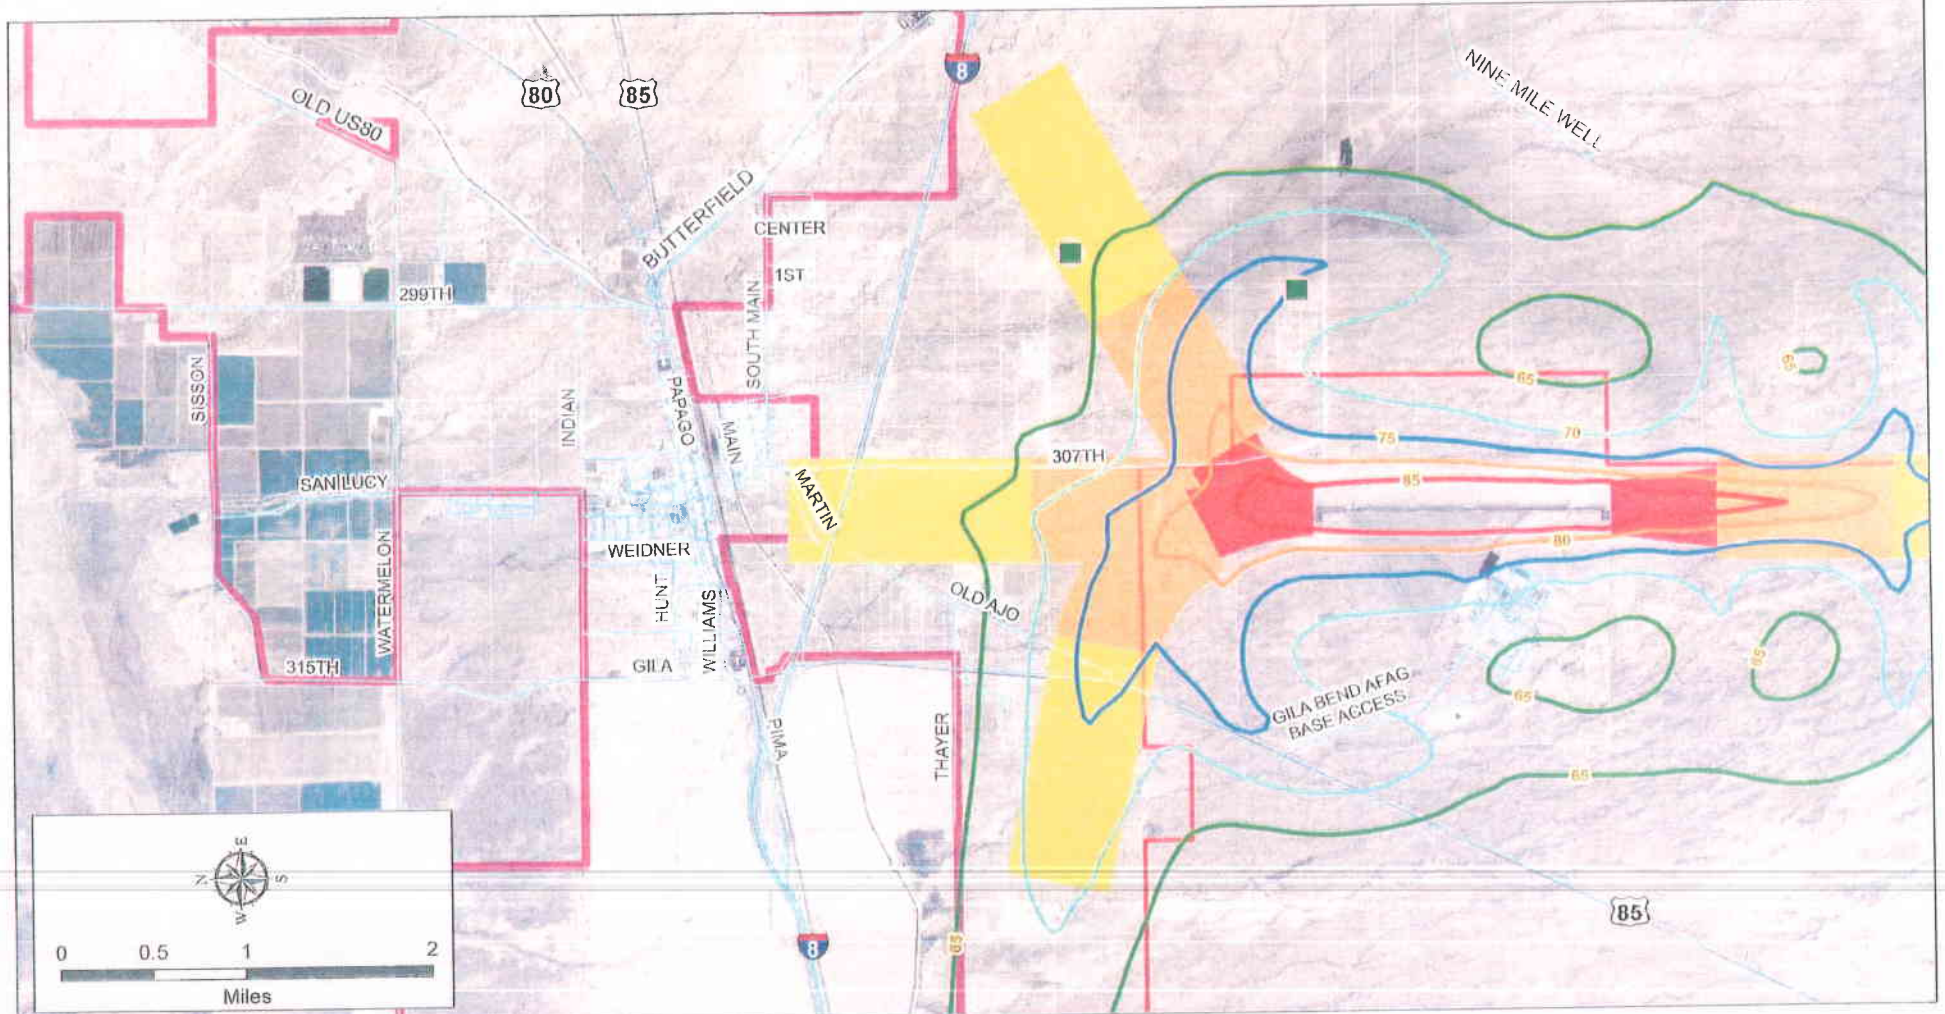 8
NINE MILE WELL
80
85
OLD US80
BUTTERFIELD
CENTER
1ST
299TH
SOUTH MAIN
SISSON
INDIAN
PAPAGO
MAIN
65
65
75
70
307TH
85
SAN LUCY
MARTIN
WEIDNER
80
WATERMELON
HUNT
WILLIAMS
OLD AJO
315TH
GILA
65
65
GILA BEND AFAG
BASE ACCESS
PIMA
THAYER
65
E
N
S
W
85
65
8
0
0.5
1
2
Miles